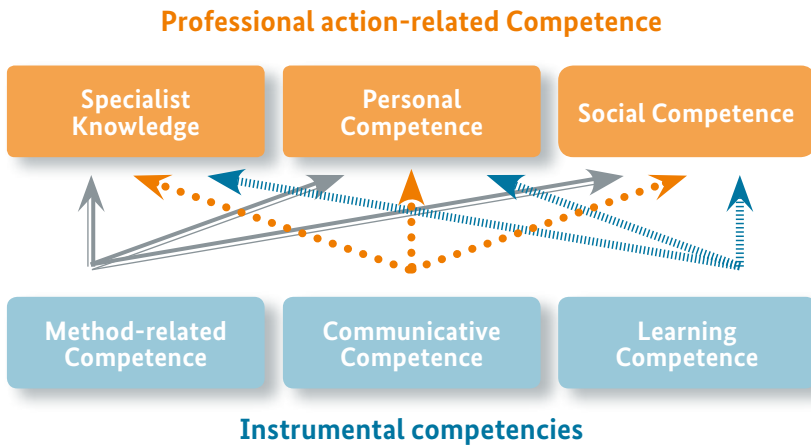 Professional action-related Competence
Specialist
Knowledge
Personal
Competence
Social Competence
Method-related
Competence
Communicative
Competence
Learning
Competence
Instrumental competencies